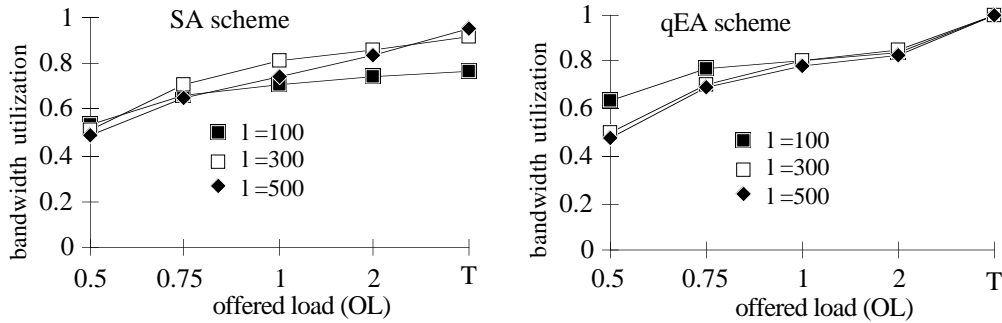 SA scheme
bandwidth utilization
1
0.8
0.6
0.4
0.2
0
l =100
l =300
l =500
0.5 0.75 1 2 T
offered load (OL)
qEA scheme
bandwidth utilization
1
0.8
0.6
0.4
0.2
0
l =100
l =300
l =500
0.5 0.75 1 2 T
offered load (OL)